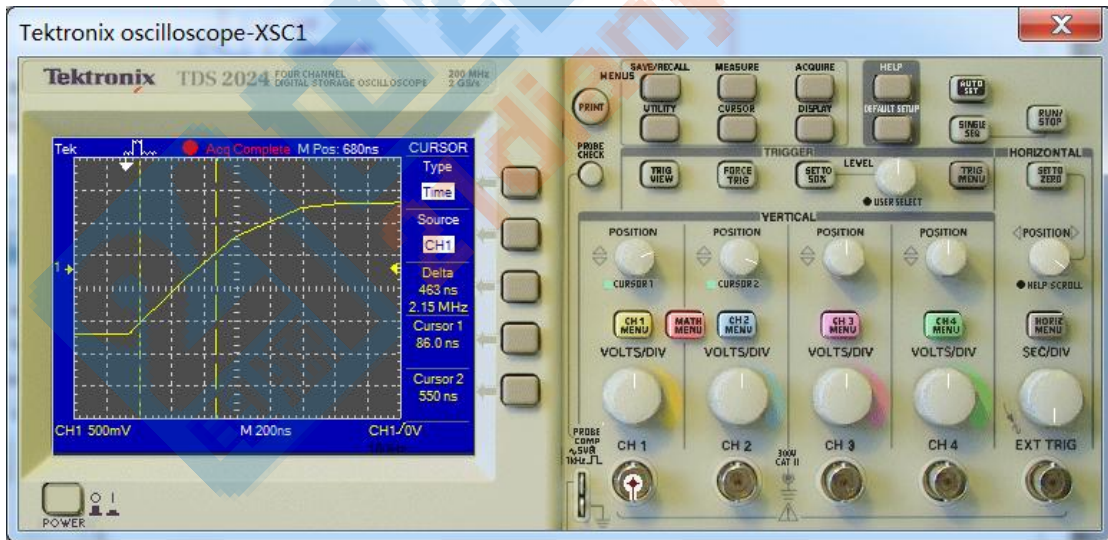 Tektronix oscilloscope-XSC1
X
Tektronix TDS 2024 FOUR CHANNEL DIGITAL STORAGE OSCILLOSCOPE 200 MHz 2 GS/s
Tek Acq Complete M Pos: 680ns CURSOR
Type
Time
Source
CH1
Delta
463 ns
2.15 MHz
Cursor 1
86.0 ns
Cursor 2
550 ns
1
CH1 500mV M 200ns CH1/0V
POWER
MENUS
SAVE/RECALL MEASURE ACQUIRE
PRINT
UTILITY CURSOR DISPLAY
HELP
DEFAULT SETUP
AUTO SET
SINGLE SEQ
RUN/STOP
PROBE CHECK
TRIGGER
TRIG VIEW
FORCE TRIG
SET TO 50%
LEVEL
USER SELECT
TRIG MENU
HORIZONTAL
SET TO ZERO
VERTICAL
POSITION POSITION POSITION POSITION POSITION
CURSOR 1 CURSOR 2 HELP SCROLL
CH 1 MENU
MATH MENU
CH 2 MENU
CH 3 MENU
CH 4 MENU
HORIZ MENU
VOLTS/DIV VOLTS/DIV VOLTS/DIV VOLTS/DIV SEC/DIV
PROBE COMP
1kHz
CH 1 CH 2 CH 3 CH 4 EXT TRIG
300V
CAT II